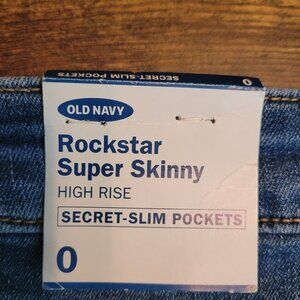 SECRET-SLIM POCKETS 0
OLD NAVY
Rockstar
Super Skinny
HIGH RISE
SECRET-SLIM POCKETS
0